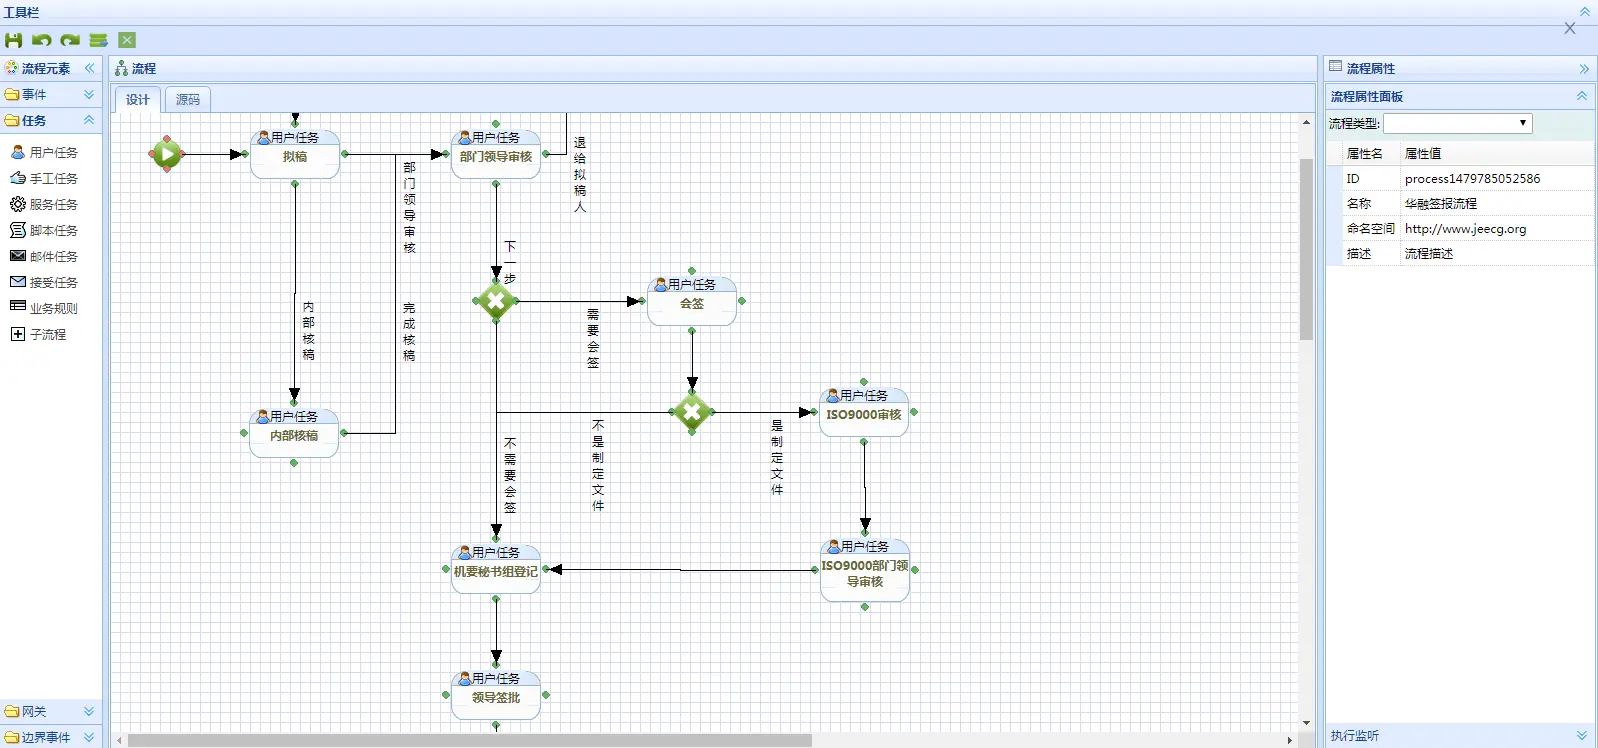 工具栏
流程元素
事件
任务
用户任务
手工任务
服务任务
脚本任务
邮件任务
接受任务
业务规则
子流程
网关
边界事件
流程
设计
源码
用户任务
拟稿
用户任务
部门领导审核
退给拟稿人
部门领导审核
下一步
用户任务
会签
需要会签
内部核稿
完成核稿
用户任务
内部核稿
用户任务
ISO9000审核
不是制定文件
是制定文件
不需要会签
用户任务
机要秘书组登记
用户任务
ISO9000部门领
导审核
用户任务
领导签批
流程属性
流程属性面板
流程类型:
属性名 属性值
ID process1479785052586
名称 华融签报流程
命名空间 http://www.jeecg.org
描述 流程描述
执行监听